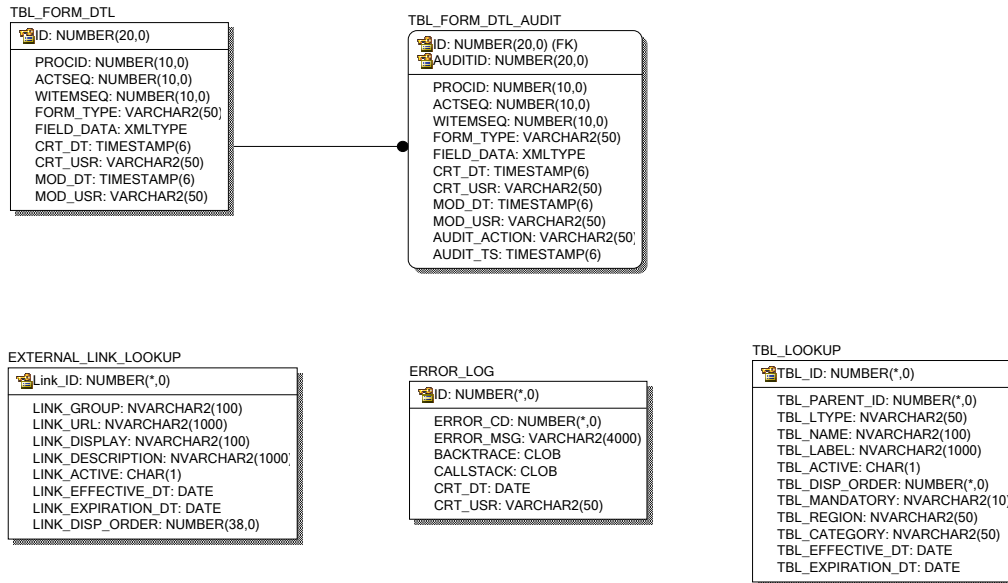 TBL_FORM_DTL
ID: NUMBER(20,0)
PROCID: NUMBER(10,0)
ACTSEQ: NUMBER(10,0)
WITEMSEQ: NUMBER(10,0)
FORM_TYPE: VARCHAR2(50)
FIELD_DATA: XMLTYPE
CRT_DT: TIMESTAMP(6)
CRT_USR: VARCHAR2(50)
MOD_DT: TIMESTAMP(6)
MOD_USR: VARCHAR2(50)
TBL_FORM_DTL_AUDIT
ID: NUMBER(20,0) (FK)
AUDITID: NUMBER(20,0)
PROCID: NUMBER(10,0)
ACTSEQ: NUMBER(10,0)
WITEMSEQ: NUMBER(10,0)
FORM_TYPE: VARCHAR2(50)
FIELD_DATA: XMLTYPE
CRT_DT: TIMESTAMP(6)
CRT_USR: VARCHAR2(50)
MOD_DT: TIMESTAMP(6)
MOD_USR: VARCHAR2(50)
AUDIT_ACTION: VARCHAR2(50)
AUDIT_TS: TIMESTAMP(6)
EXTERNAL_LINK_LOOKUP
Link_ID: NUMBER(*,0)
LINK_GROUP: NVARCHAR2(100)
LINK_URL: NVARCHAR2(1000)
LINK_DISPLAY: NVARCHAR2(100)
LINK_DESCRIPTION: NVARCHAR2(1000)
LINK_ACTIVE: CHAR(1)
LINK_EFFECTIVE_DT: DATE
LINK_EXPIRATION_DT: DATE
LINK_DISP_ORDER: NUMBER(38,0)
ERROR_LOG
ID: NUMBER(*,0)
ERROR_CD: NUMBER(*,0)
ERROR_MSG: VARCHAR2(4000)
BACKTRACE: CLOB
CALLSTACK: CLOB
CRT_DT: DATE
CRT_USR: VARCHAR2(50)
TBL_LOOKUP
TBL_ID: NUMBER(*,0)
TBL_PARENT_ID: NUMBER(*,0)
TBL_LTYPE: NVARCHAR2(50)
TBL_NAME: NVARCHAR2(100)
TBL_LABEL: NVARCHAR2(1000)
TBL_ACTIVE: CHAR(1)
TBL_DISP_ORDER: NUMBER(*,0)
TBL_MANDATORY: NVARCHAR2(10)
TBL_REGION: NVARCHAR2(50)
TBL_CATEGORY: NVARCHAR2(50)
TBL_EFFECTIVE_DT: DATE
TBL_EXPIRATION_DT: DATE